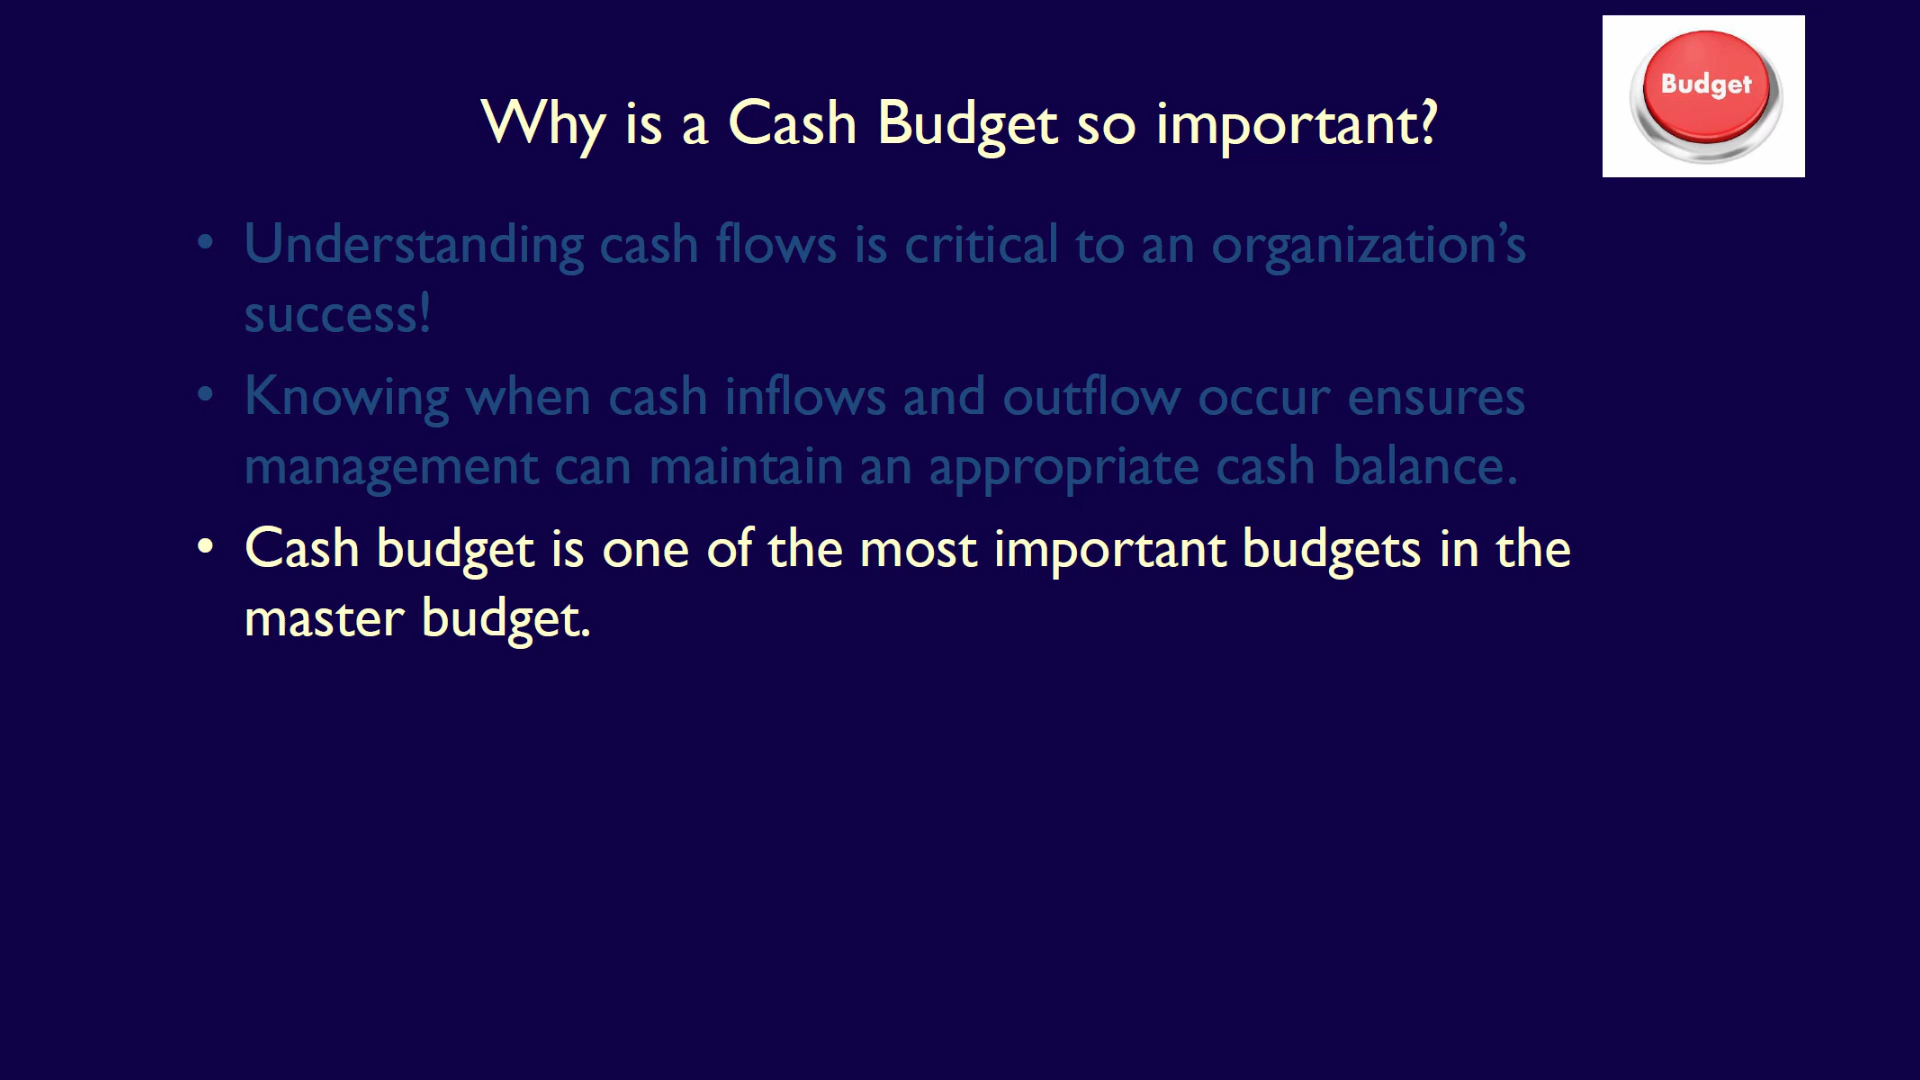 Budget
Why is a Cash Budget so important?
• Understanding cash flows is critical to an organization’s
success!
• Knowing when cash inflows and outflow occur ensures
management can maintain an appropriate cash balance.
• Cash budget is one of the most important budgets in the
master budget.